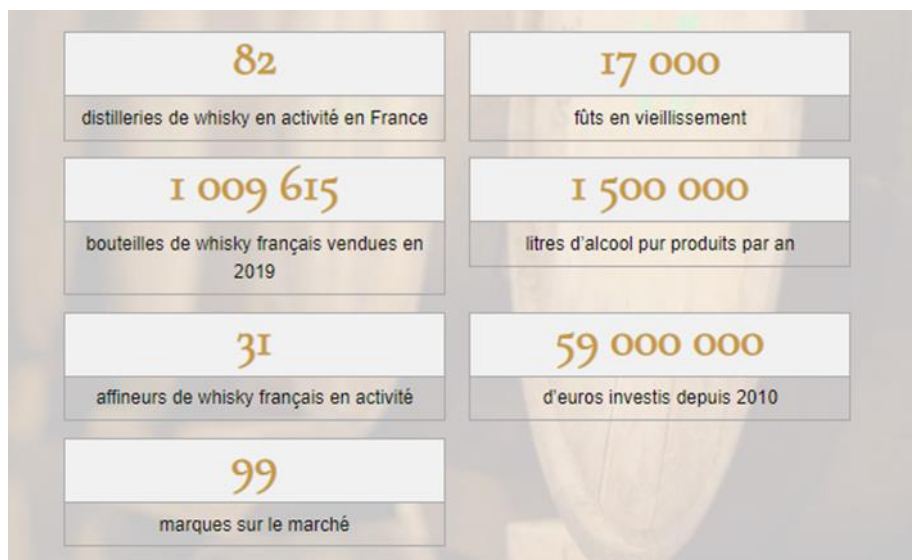 82
distilleries de whisky en activité en France
17 000
fûts en vieillissement
1 009 615
bouteilles de whisky français vendues en
2019
1 500 000
litres d'alcool pur produits par an
31
affineurs de whisky français en activité
59 000 000
d'euros investis depuis 2010
99
marques sur le marché